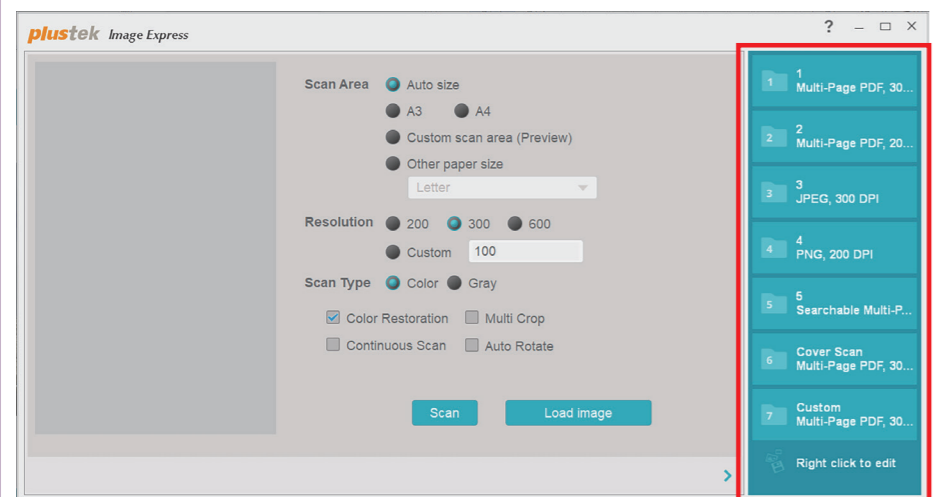 plustek Image Express
?
Scan Area Auto size
A3 A4
Custom scan area (Preview)
Other paper size
Letter
Resolution 200 300 600
Custom 100
Scan Type Color Gray
Color Restoration Multi Crop
Continuous Scan Auto Rotate
Scan Load image
1 1
Multi-Page PDF, 30...
2 2
Multi-Page PDF, 20...
3 3
JPEG, 300 DPI
4 4
PNG, 200 DPI
5 5
Searchable Multi-P...
6 Cover Scan
Multi-Page PDF, 30...
7 Custom
Multi-Page PDF, 30...
Right click to edit